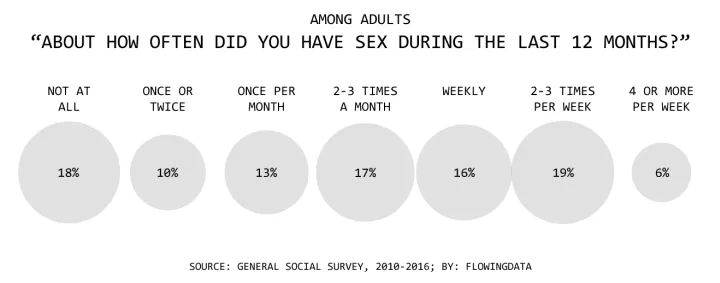 AMONG ADULTS
“ABOUT HOW OFTEN DID YOU HAVE SEX DURING THE LAST 12 MONTHS?”
NOT AT ALL
ONCE OR TWICE
ONCE PER MONTH
2-3 TIMES A MONTH
WEEKLY
2-3 TIMES PER WEEK
4 OR MORE PER WEEK
18% 10% 13% 17% 16% 19% 6%
SOURCE: GENERAL SOCIAL SURVEY, 2010-2016; BY: FLOWINGDATA